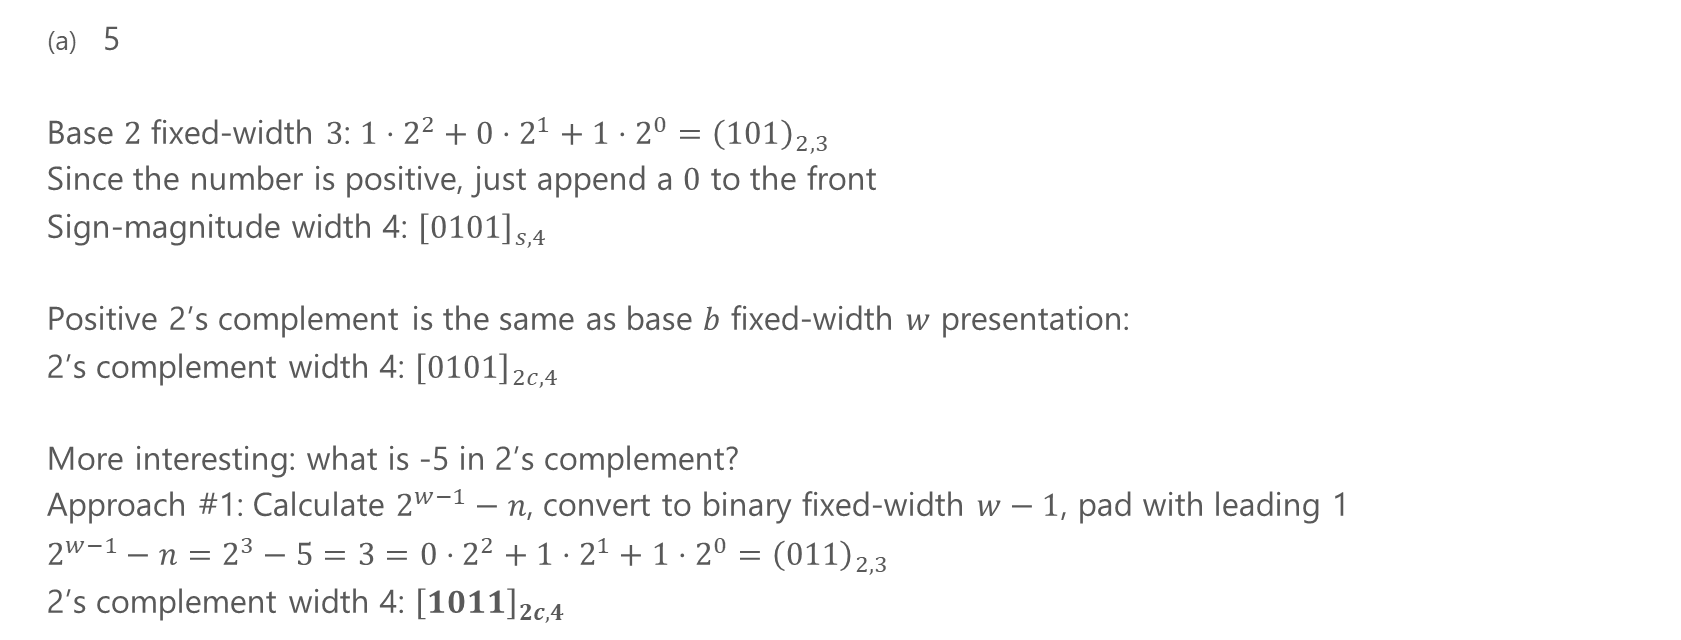 (a) 5
Base 2 fixed-width 3: 1 · 2² + 0 · 2¹ + 1 · 2⁰ = (101)₂,₃
Since the number is positive, just append a 0 to the front
Sign-magnitude width 4: [0101]ₛ,₄
Positive 2's complement is the same as base b fixed-width w presentation:
2's complement width 4: [0101]_{2c,4}
More interesting: what is -5 in 2's complement?
Approach #1: Calculate 2^{w−1} − n, convert to binary fixed-width w − 1, pad with leading 1
2^{w−1} − n = 2³ − 5 = 3 = 0 · 2² + 1 · 2¹ + 1 · 2⁰ = (011)₂,₃
2's complement width 4: [1011]_{2c,4}